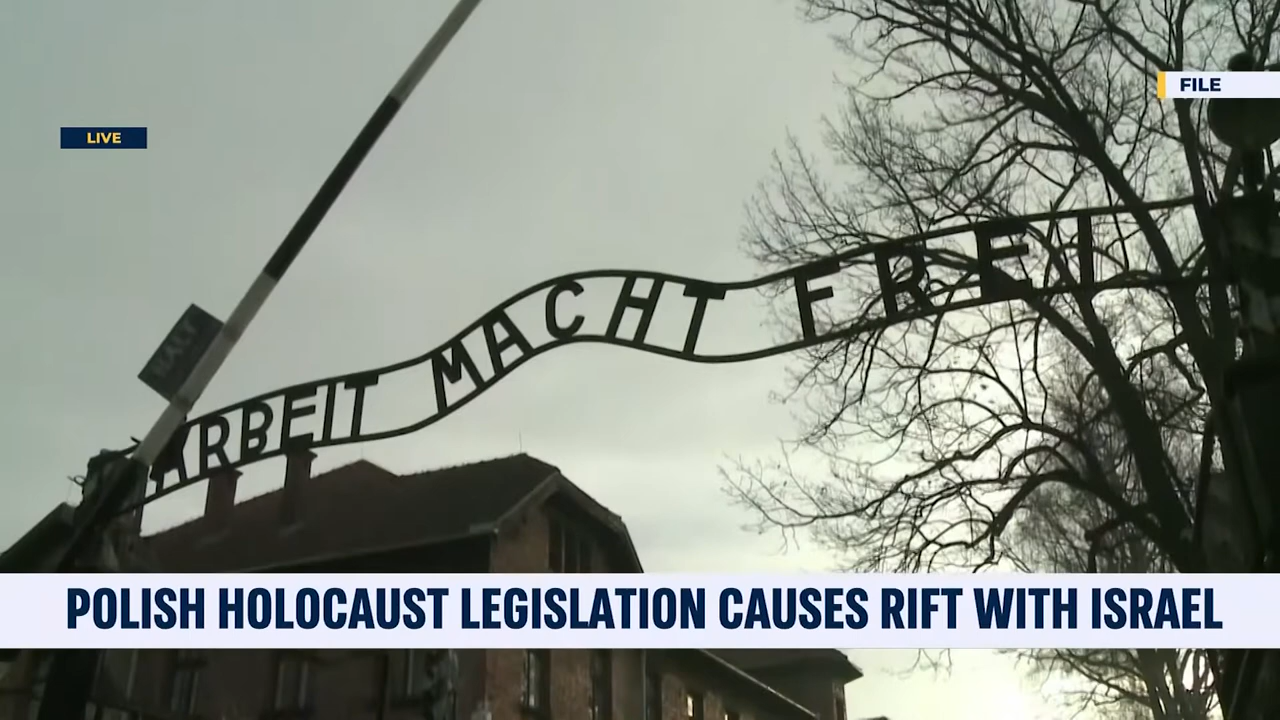 LIVE
FILE
ARBEIT MACHT FREI
POLISH HOLOCAUST LEGISLATION CAUSES RIFT WITH ISRAEL